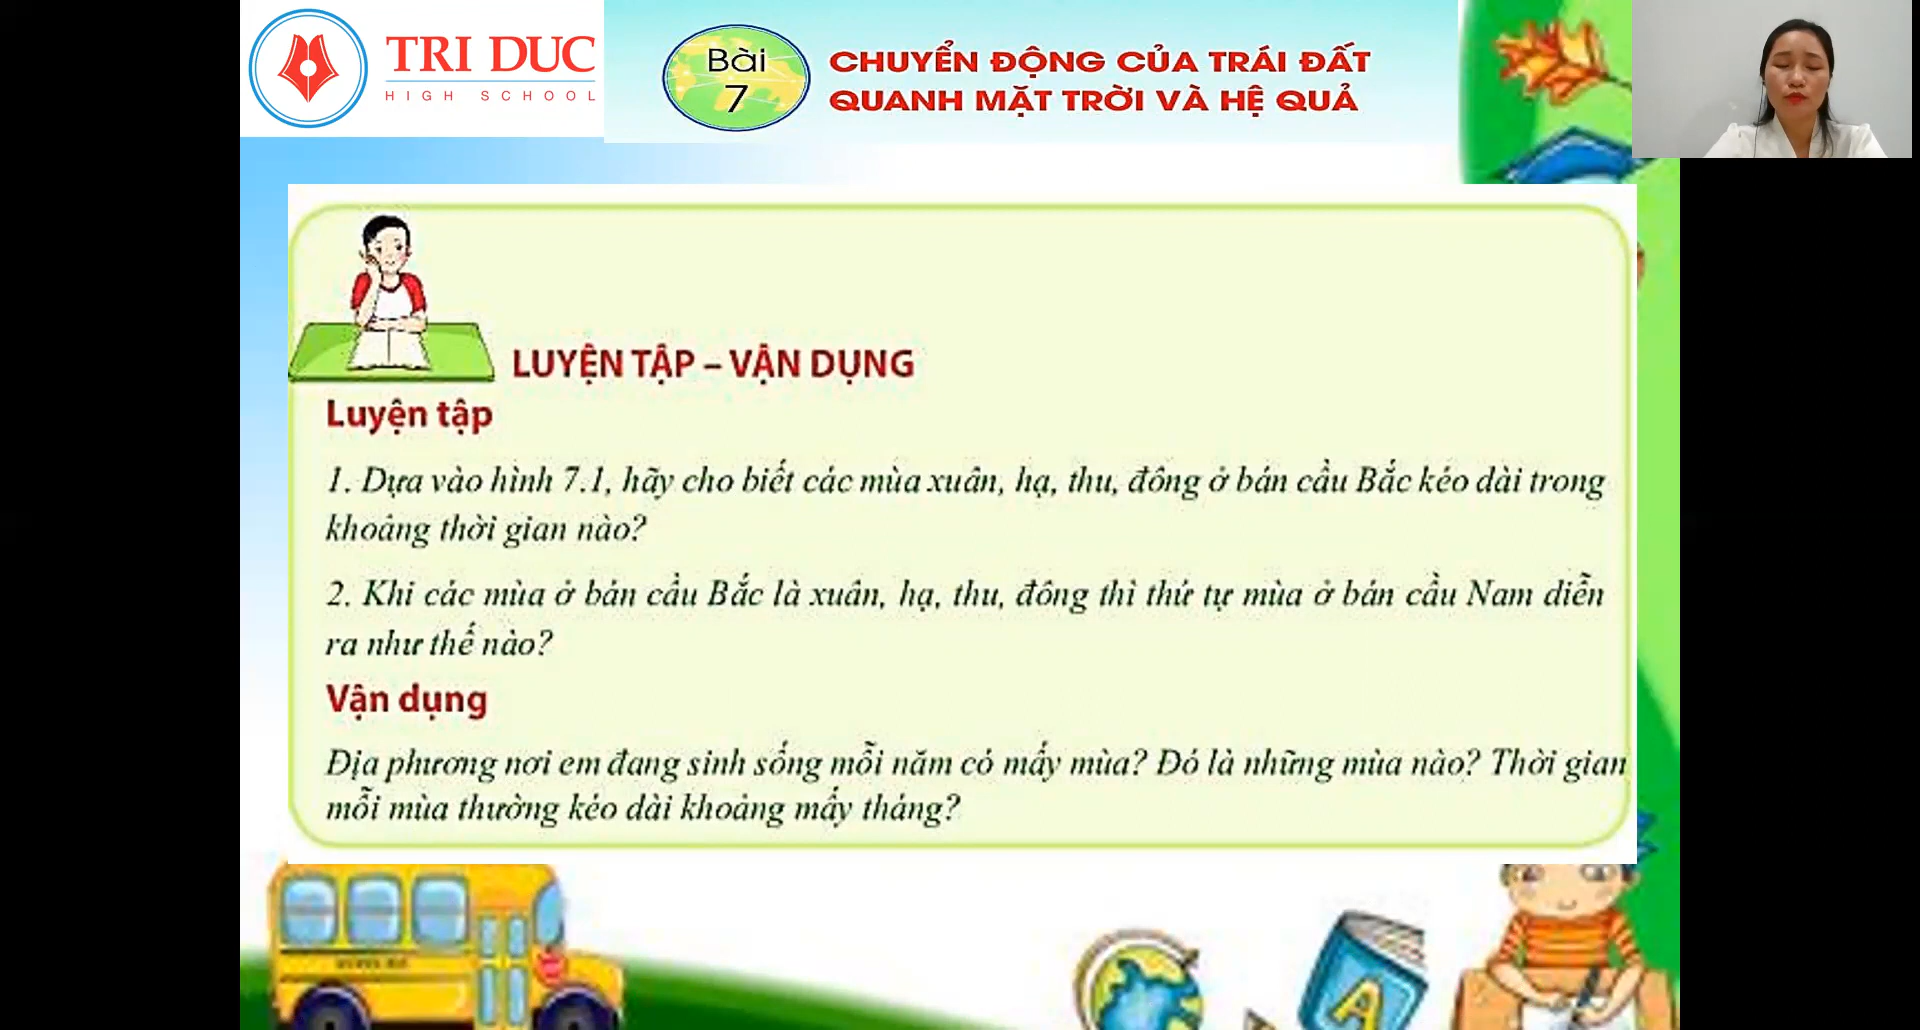 TRI DUC
HIGH SCHOOL
Bài
7
CHUYỂN ĐỘNG CỦA TRÁI ĐẤT
QUANH MẶT TRỜI VÀ HỆ QUẢ
LUYỆN TẬP – VẬN DỤNG
Luyện tập
1. Dựa vào hình 7.1, hãy cho biết các mùa xuân, hạ, thu, đông ở bán cầu Bắc kéo dài trong
khoảng thời gian nào?
2. Khi các mùa ở bán cầu Bắc là xuân, hạ, thu, đông thì thứ tự mùa ở bán cầu Nam diễn
ra như thế nào?
Vận dụng
Địa phương nơi em đang sinh sống mỗi năm có mấy mùa? Đó là những mùa nào? Thời gian
mỗi mùa thường kéo dài khoảng mấy tháng?
A